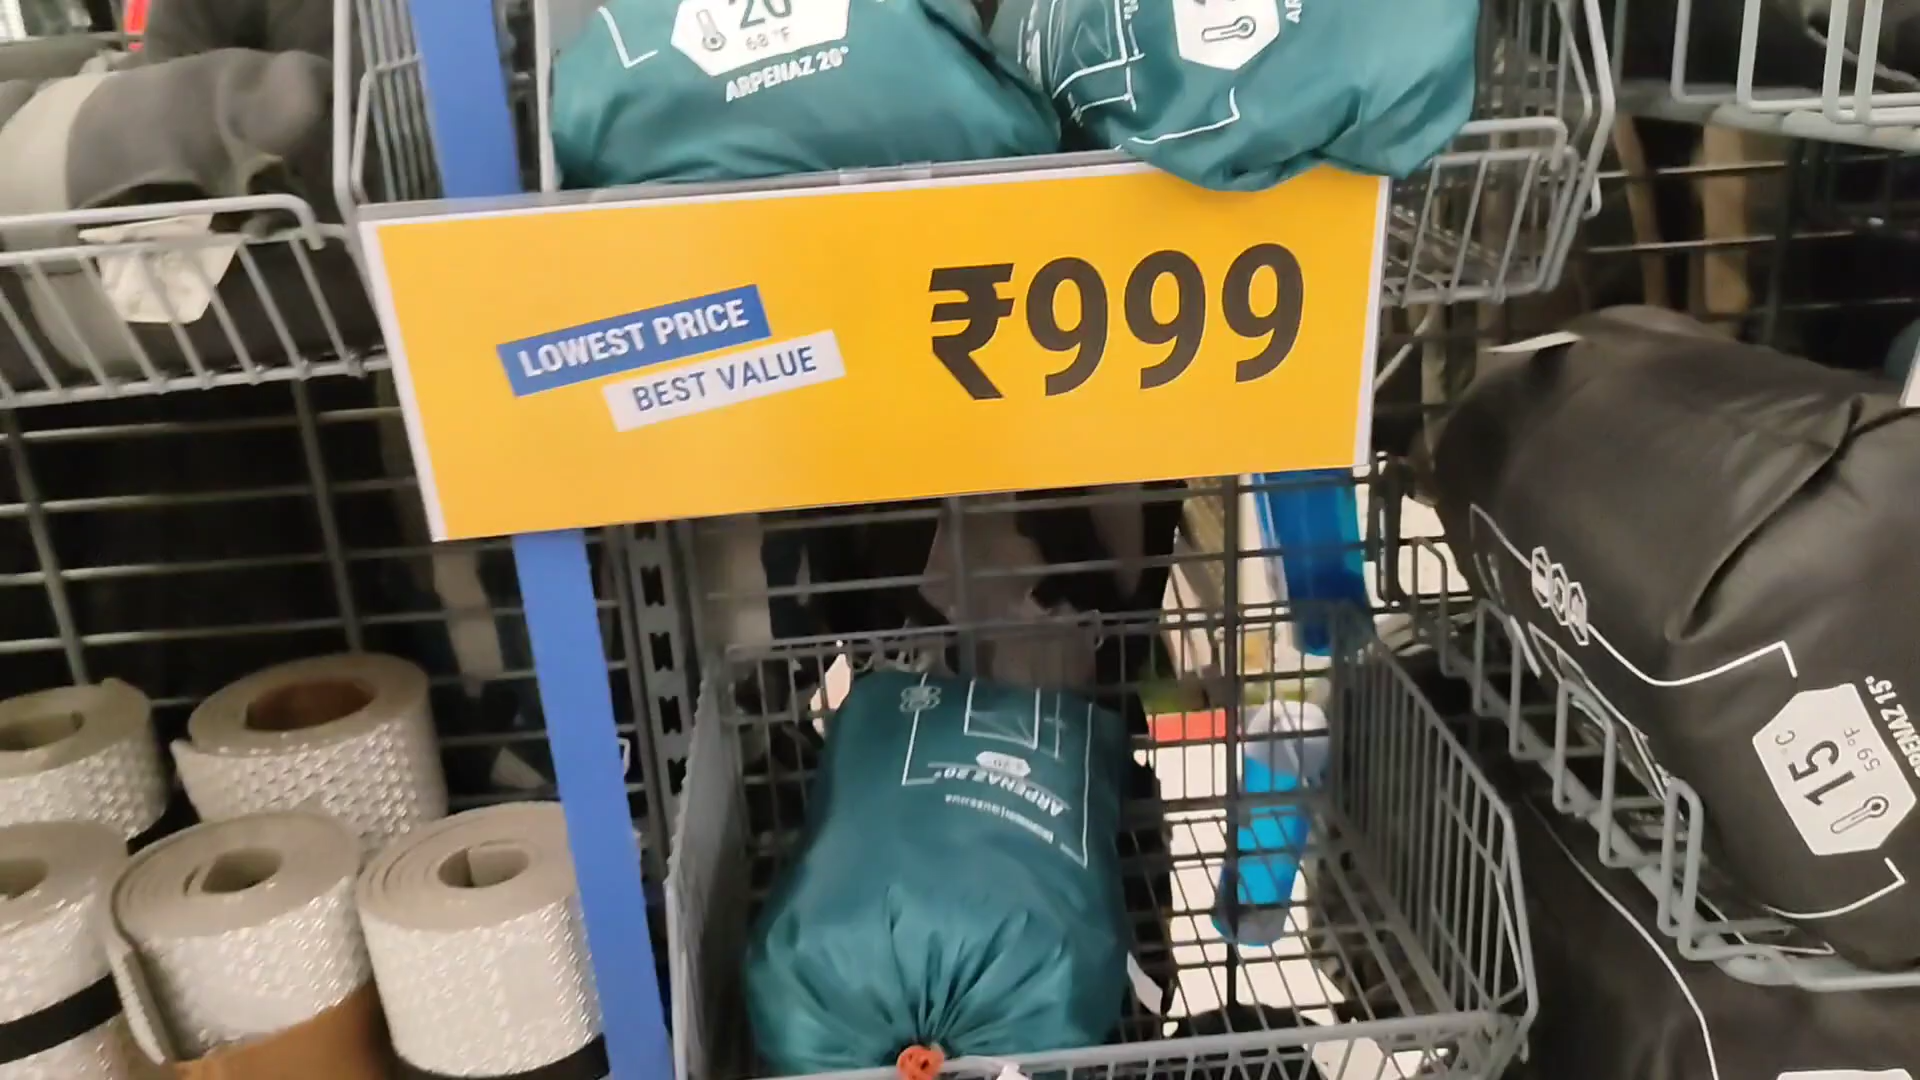 20°
68 °F
ARPENAZ 20°
LOWEST PRICE
BEST VALUE
₹999
ARPENAZ 20°
15°C
59 °F
ARPENAZ 15°